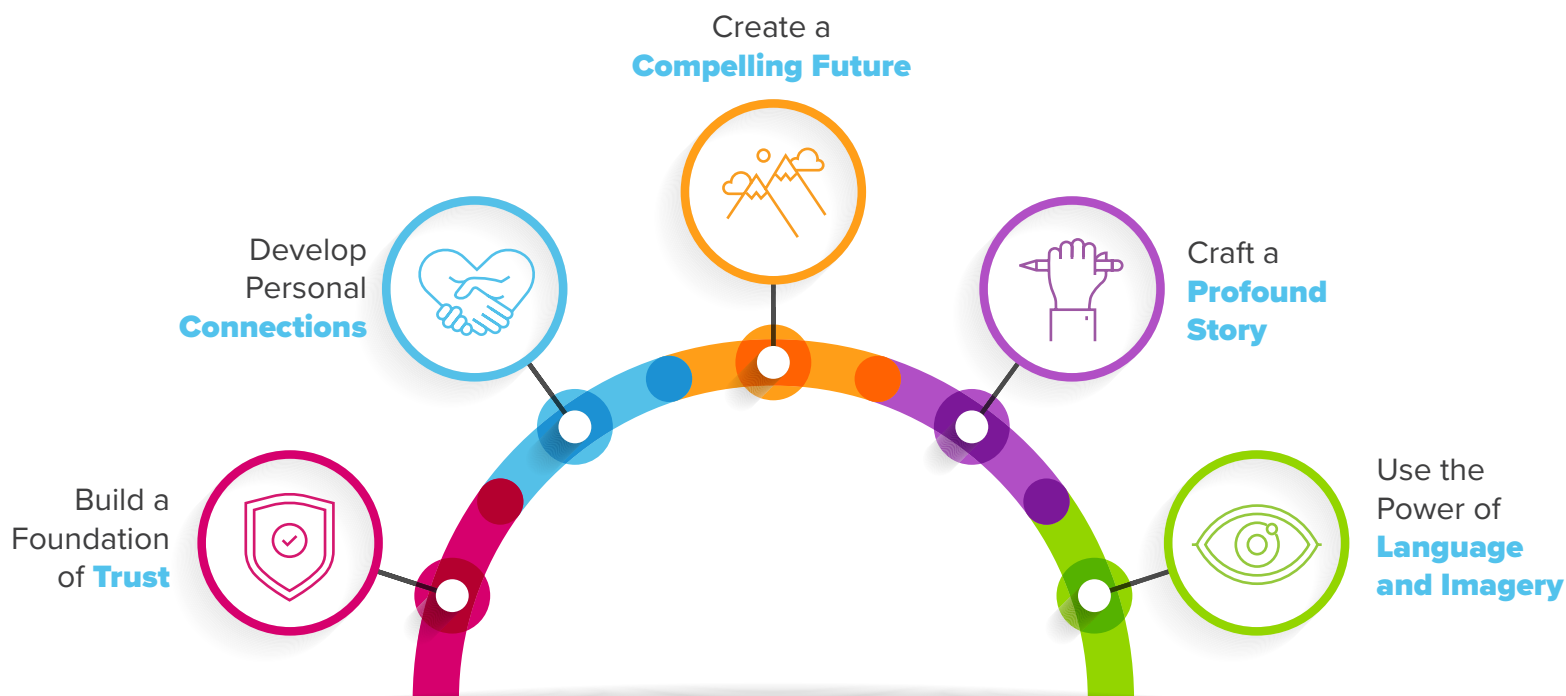 Build a
Foundation
of Trust
Develop
Personal
Connections
Create a
Compelling Future
Craft a
Profound
Story
Use the
Power of
Language
and Imagery